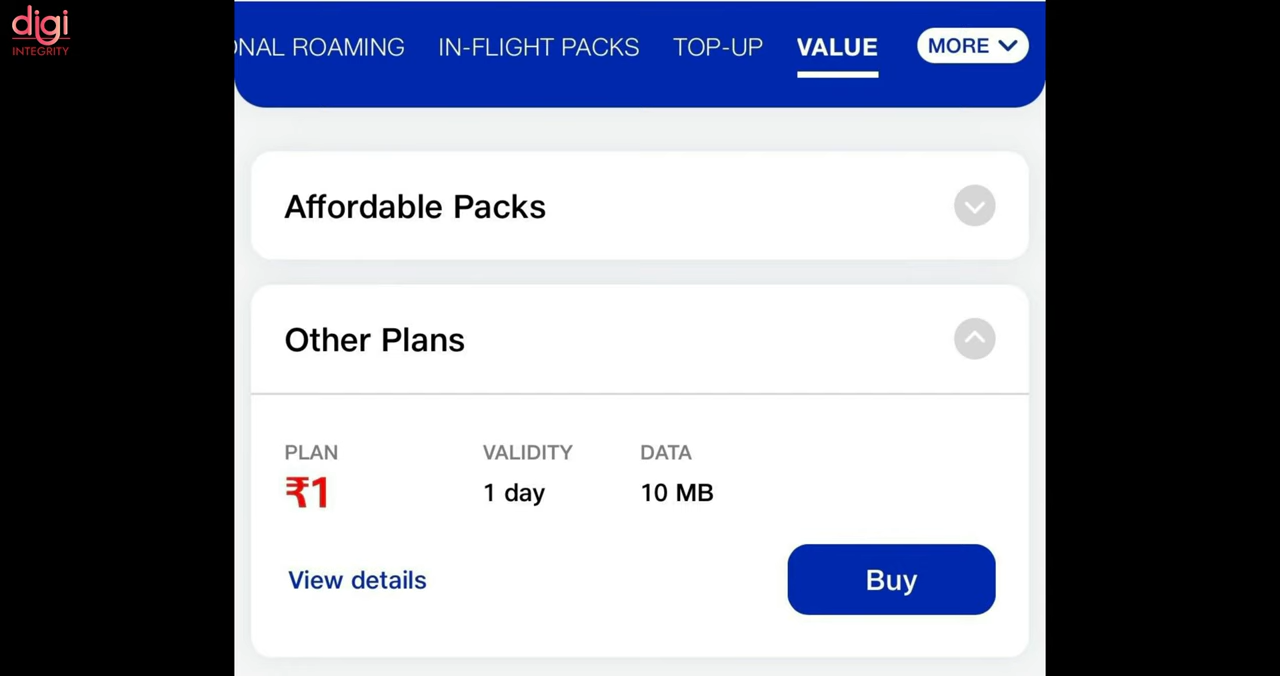 digi
INTEGRITY
ONAL ROAMING IN-FLIGHT PACKS TOP-UP VALUE MORE
Affordable Packs
Other Plans
PLAN VALIDITY DATA
₹1 1 day 10 MB
View details Buy